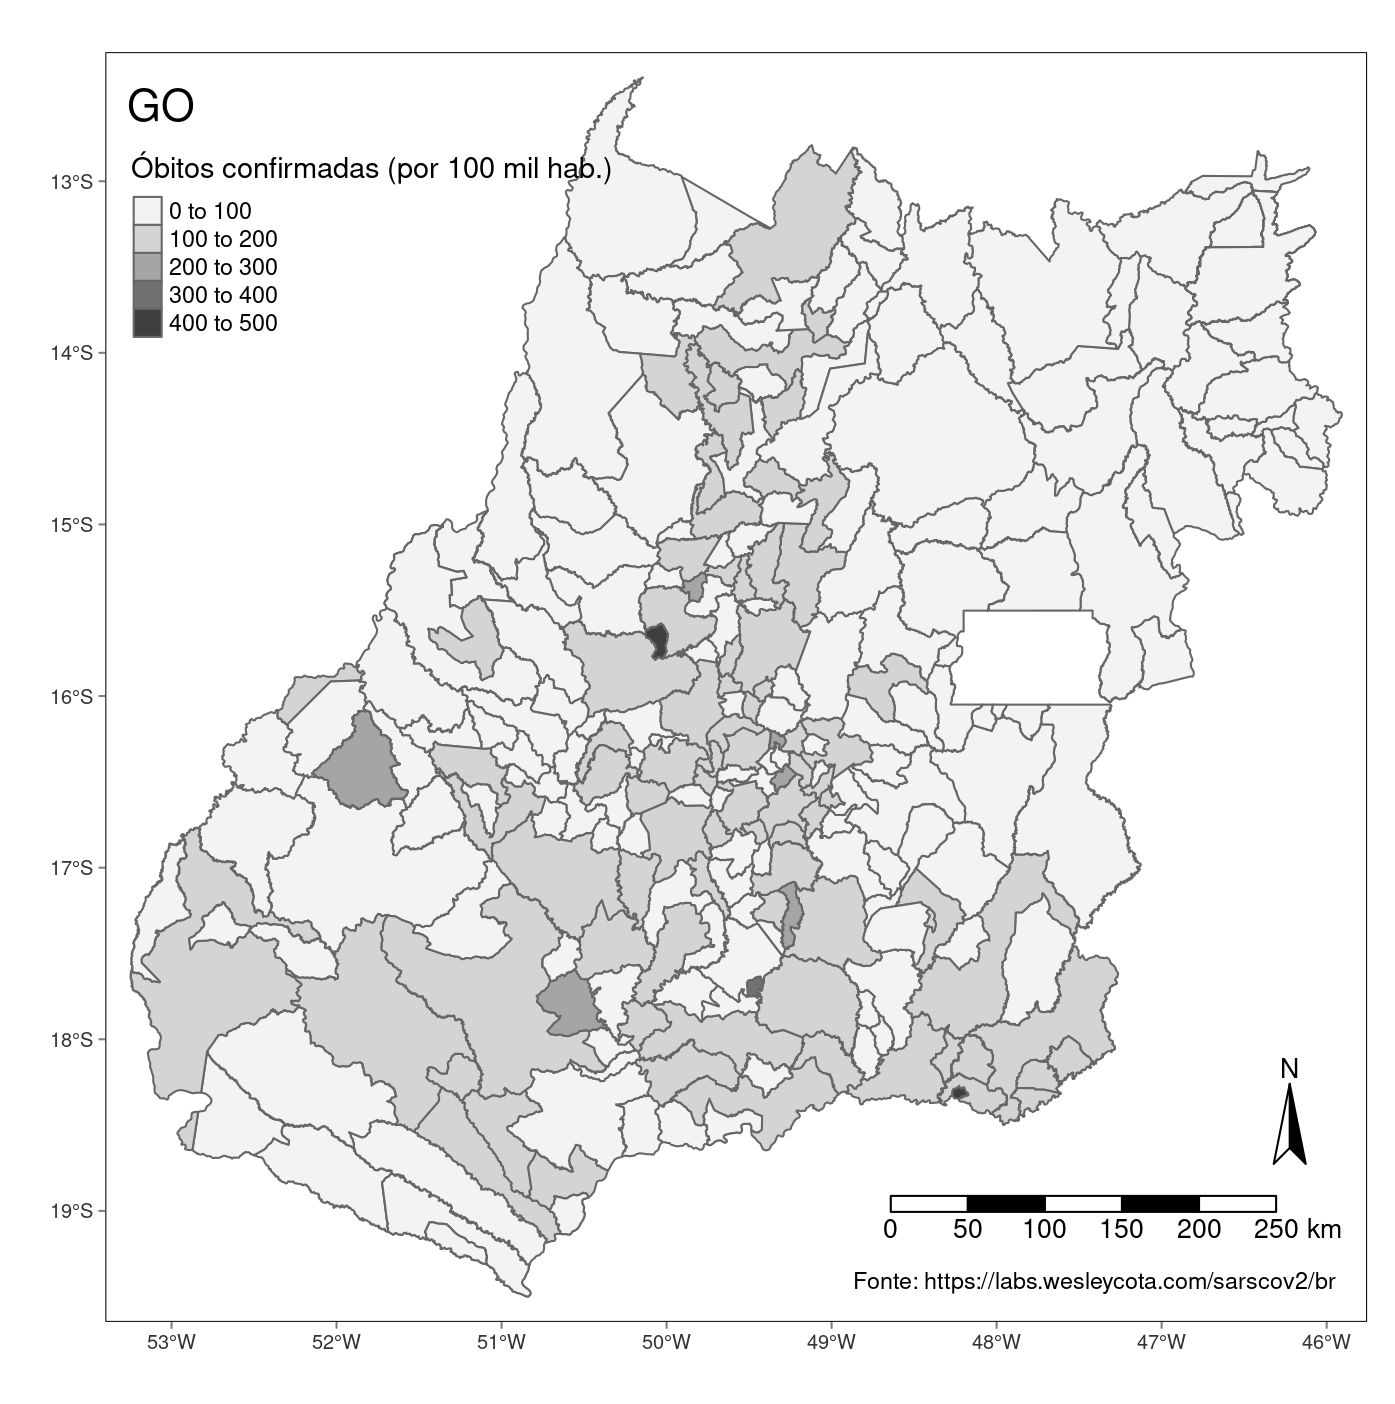 GO
Óbitos confirmadas (por 100 mil hab.)
0 to 100
100 to 200
200 to 300
300 to 400
400 to 500
13°S
14°S
15°S
16°S
17°S
18°S
19°S
N
0 50 100 150 200 250 km
Fonte: https://labs.wesleycota.com/sarscov2/br
53°W 52°W 51°W 50°W 49°W 48°W 47°W 46°W